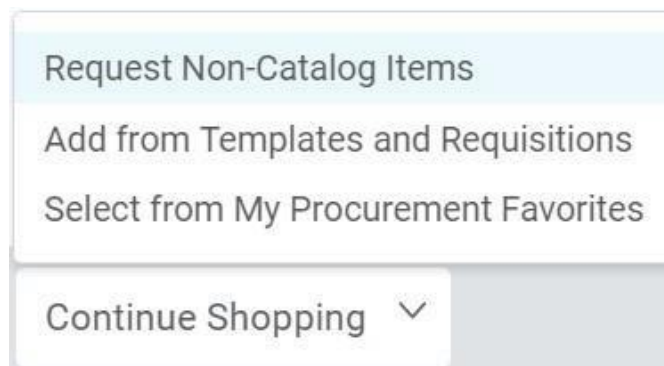 Request Non-Catalog Items
Add from Templates and Requisitions
Select from My Procurement Favorites
Continue Shopping